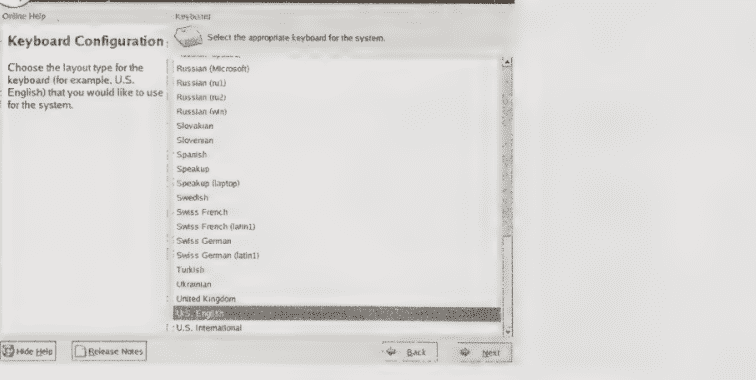 Online Help
Keyboard Configuration
Choose the layout type for the
keyboard (for example, U.S.
English) that you would like to use
for the system.
Keyboard
Select the appropriate keyboard for the system.
Russian (Microsoft)
Russian (ru1)
Russian (ru2)
Russian (win)
Slovakian
Slovenian
Spanish
Speakup
Speakup (laptop)
Swedish
Swiss French
Swiss French (latin1)
Swiss German
Swiss German (latin1)
Turkish
Ukrainian
United Kingdom
U.S. English
U.S. International
Hide Help
Release Notes
Back
Next